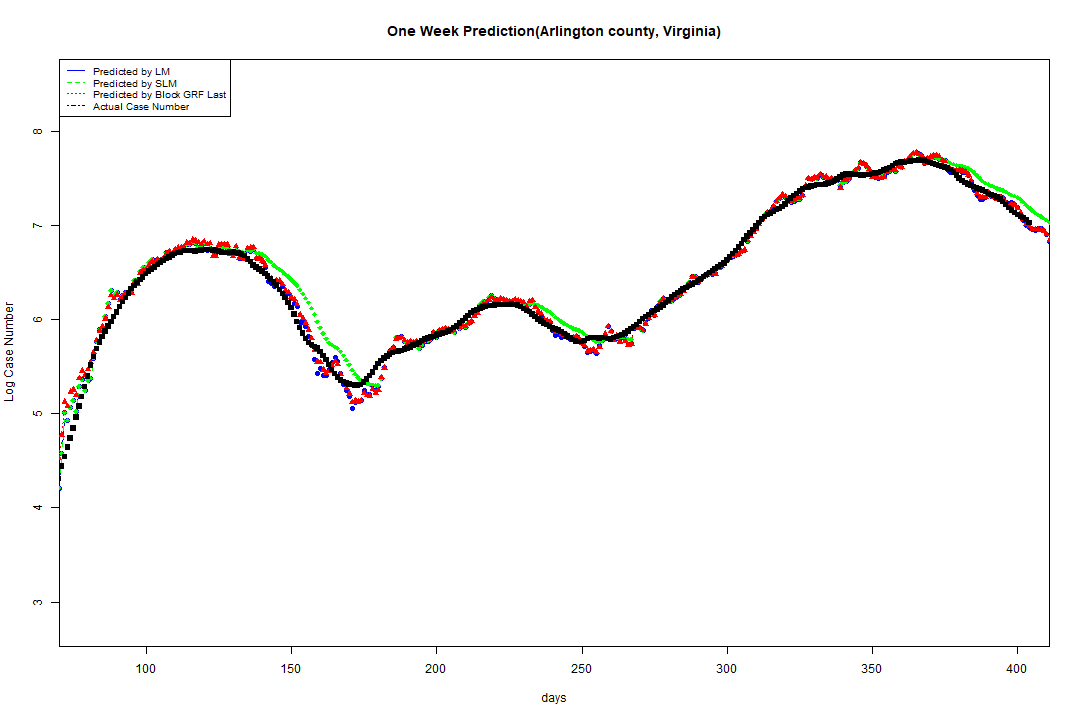 One Week Prediction(Arlington county, Virginia)
Predicted by LM
Predicted by SLM
Predicted by Block GRF Last
Actual Case Number
8
7
6
5
4
3
Log Case Number
100 150 200 250 300 350 400
days